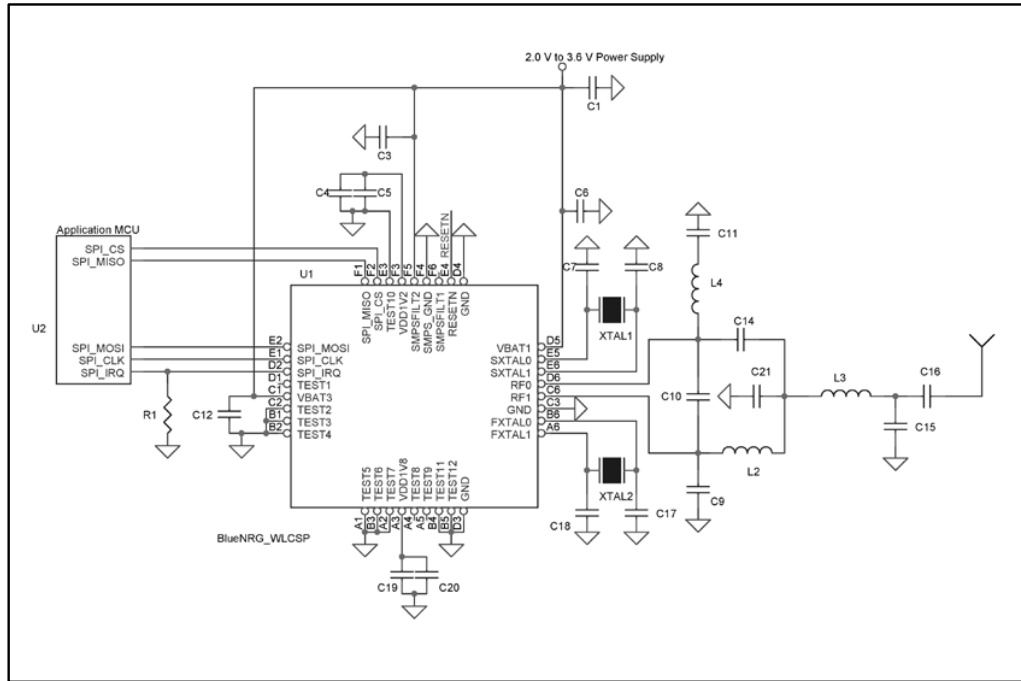 2.0 V to 3.6 V Power Supply
C1
C3
C4
C5
C6
RESETN
C7
C8
C11
L4
Application MCU
SPI_CS
SPI_MISO
U2
SPI_MOSI
SPI_CLK
SPI_IRQ
R1
C12
U1
F1
F2
E3
F3
F5
F4
F6
E4
D4
SPI_MISO
SPI_CS
TEST10
VDD1V2
SMPSFILT2
SMPS_GND
SMPSFILT1
RESETN
GND
E2 SPI_MOSI
E1 SPI_CLK
D2 SPI_IRQ
D1 TEST1
C1 VBAT3
C2 TEST2
B1 TEST3
B2 TEST4
VBAT1 D5
SXTAL0 E5
SXTAL1 E6
RF0 D6
RF1 C6
GND C3
FXTAL0 B6
FXTAL1 A6
TEST5
TEST6
TEST7
VDD1V8
TEST8
TEST9
TEST11
TEST12
GND
A1
B3
A2
A3
A4
A5
B4
B5
D3
BlueNRG_WLCSP
C19
C20
XTAL1
XTAL2
C18
C17
C14
C10
C21
L2
C9
L3
C16
C15